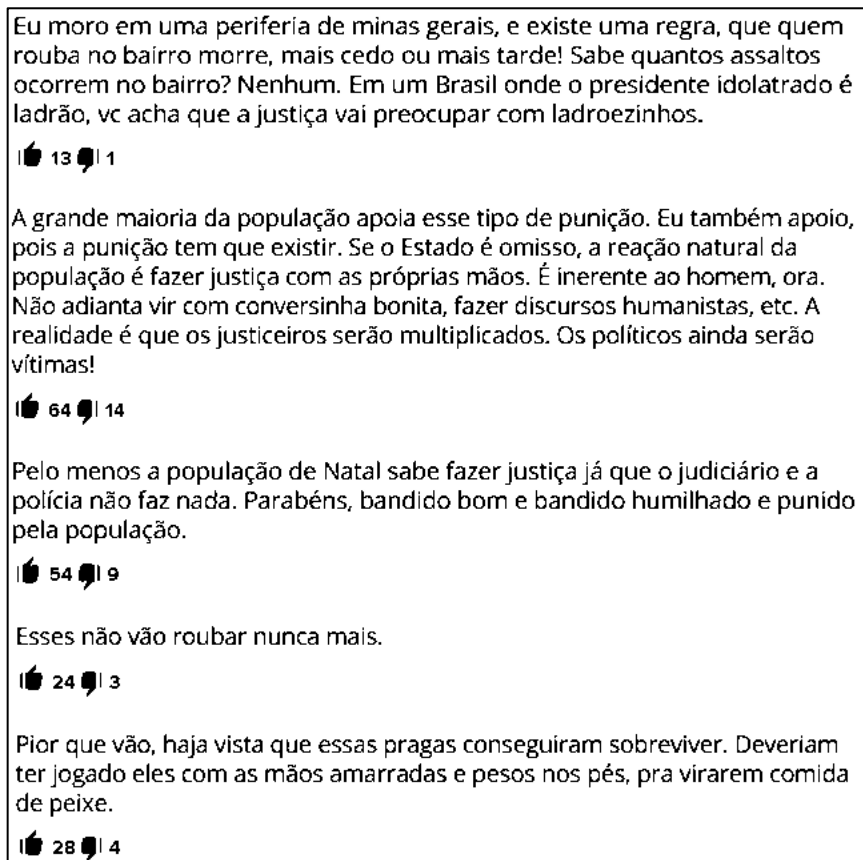 Eu moro em uma periferia de minas gerais, e existe uma regra, que quem
rouba no bairro morre, mais cedo ou mais tarde! Sabe quantos assaltos
ocorrem no bairro? Nenhum. Em um Brasil onde o presidente idolatrado é
ladrão, vc acha que a justiça vai preocupar com ladroezinhos.
13 1
A grande maioria da população apoia esse tipo de punição. Eu também apoio,
pois a punição tem que existir. Se o Estado é omisso, a reação natural da
população é fazer justiça com as próprias mãos. É inerente ao homem, ora.
Não adianta vir com conversinha bonita, fazer discursos humanistas, etc. A
realidade é que os justiceiros serão multiplicados. Os políticos ainda serão
vítimas!
64 14
Pelo menos a população de Natal sabe fazer justiça já que o judiciário e a
polícia não faz nada. Parabéns, bandido bom e bandido humilhado e punido
pela população.
54 9
Esses não vão roubar nunca mais.
24 3
Pior que vão, haja vista que essas pragas conseguiram sobreviver. Deveriam
ter jogado eles com as mãos amarradas e pesos nos pés, pra virarem comida
de peixe.
28 4